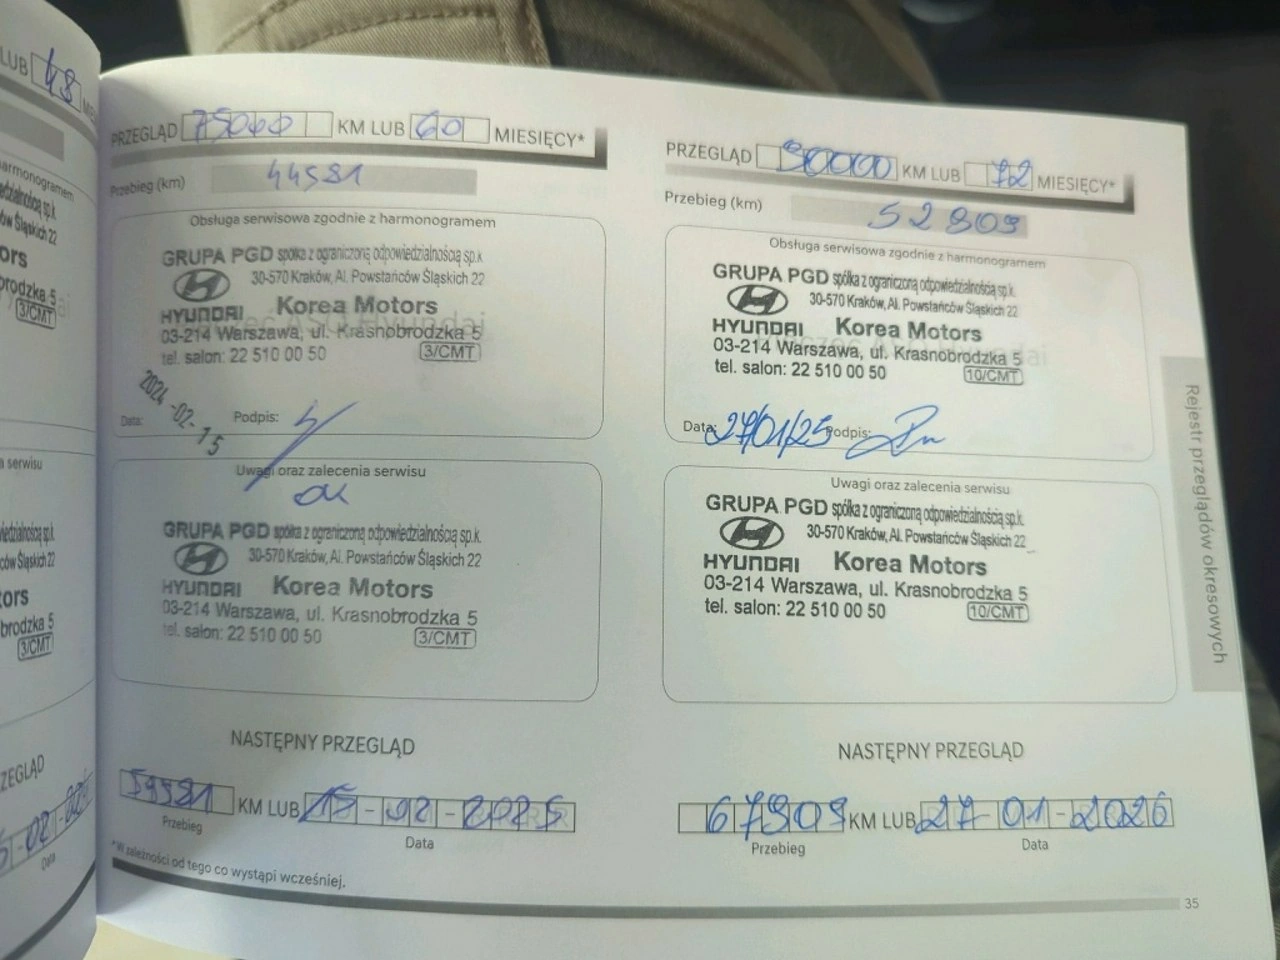 LUB 48
PRZEGLĄD 75000 KM LUB 60 MIESIĘCY*
Przebieg (km) 44591
Obsługa serwisowa zgodnie z harmonogramem
GRUPA PGD spółka z ograniczoną odpowiedzialnością sp.k.
30-570 Kraków, Al. Powstańców Śląskich 22
HYUNDAI Korea Motors
03-214 Warszawa, ul. Krasnobrodzka 5
tel. salon: 22 510 00 50 3/CMT
2024-02-15
Data: Podpis:
Uwagi oraz zalecenia serwisu
ok
GRUPA PGD spółka z ograniczoną odpowiedzialnością sp.k.
30-570 Kraków, Al. Powstańców Śląskich 22
HYUNDAI Korea Motors
03-214 Warszawa, ul. Krasnobrodzka 5
tel. salon: 22 510 00 50 3/CMT
NASTĘPNY PRZEGLĄD
59591 KM LUB 15-02-2025
Przebieg Data
*W zależności od tego co wystąpi wcześniej.
PRZEGLĄD 90000 KM LUB 72 MIESIĘCY*
Przebieg (km) 52909
Obsługa serwisowa zgodnie z harmonogramem
GRUPA PGD spółka z ograniczoną odpowiedzialnością sp.k.
30-570 Kraków, Al. Powstańców Śląskich 22
HYUNDAI Korea Motors
03-214 Warszawa, ul. Krasnobrodzka 5
tel. salon: 22 510 00 50 10/CMT
Data: 27/01/25 Podpis:
Uwagi oraz zalecenia serwisu
GRUPA PGD spółka z ograniczoną odpowiedzialnością sp.k.
30-570 Kraków, Al. Powstańców Śląskich 22
HYUNDAI Korea Motors
03-214 Warszawa, ul. Krasnobrodzka 5
tel. salon: 22 510 00 50 10/CMT
NASTĘPNY PRZEGLĄD
67909 KM LUB 27-01-2026
Przebieg Data
35
Rejestr przeglądów okresowych